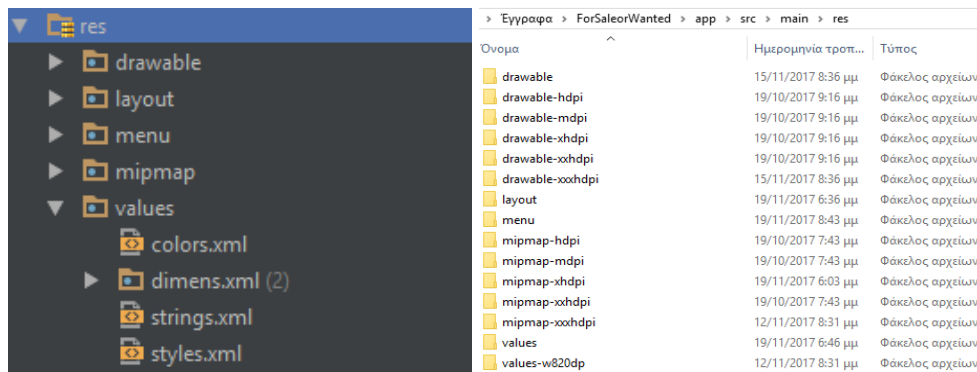 res
drawable
layout
menu
mipmap
values
colors.xml
dimens.xml (2)
strings.xml
styles.xml
› Έγγραφα › ForSaleorWanted › app › src › main › res
Όνομα Ημερομηνία τροπ... Τύπος
drawable 15/11/2017 8:36 μμ Φάκελος αρχείων
drawable-hdpi 19/10/2017 9:16 μμ Φάκελος αρχείων
drawable-mdpi 19/10/2017 9:16 μμ Φάκελος αρχείων
drawable-xhdpi 19/10/2017 9:16 μμ Φάκελος αρχείων
drawable-xxhdpi 19/10/2017 9:16 μμ Φάκελος αρχείων
drawable-xxxhdpi 15/11/2017 8:36 μμ Φάκελος αρχείων
layout 19/11/2017 6:36 μμ Φάκελος αρχείων
menu 19/11/2017 8:43 μμ Φάκελος αρχείων
mipmap-hdpi 19/10/2017 7:43 μμ Φάκελος αρχείων
mipmap-mdpi 19/10/2017 7:43 μμ Φάκελος αρχείων
mipmap-xhdpi 19/11/2017 6:03 μμ Φάκελος αρχείων
mipmap-xxhdpi 19/10/2017 7:43 μμ Φάκελος αρχείων
mipmap-xxxhdpi 12/11/2017 8:31 μμ Φάκελος αρχείων
values 19/11/2017 6:46 μμ Φάκελος αρχείων
values-w820dp 12/11/2017 8:31 μμ Φάκελος αρχείων